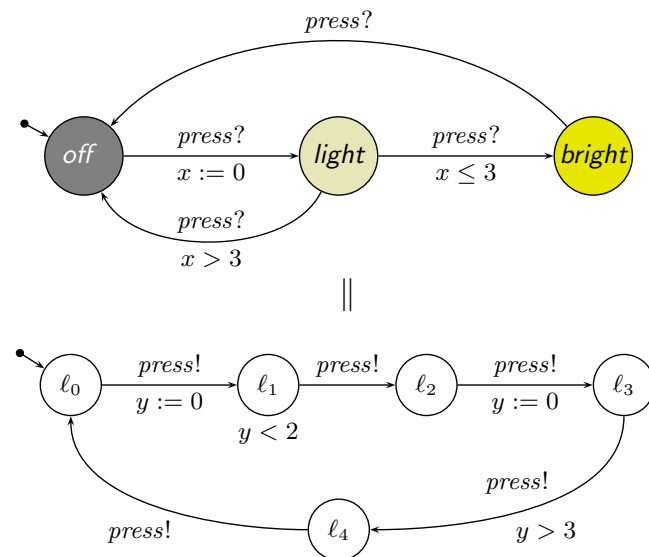 press?
press? press?
off light bright
x := 0 x ≤ 3
press?
x > 3
||
press! press! press!
ℓ0 ℓ1 ℓ2 ℓ3
y := 0 y := 0
y < 2
press!
press! ℓ4 y > 3